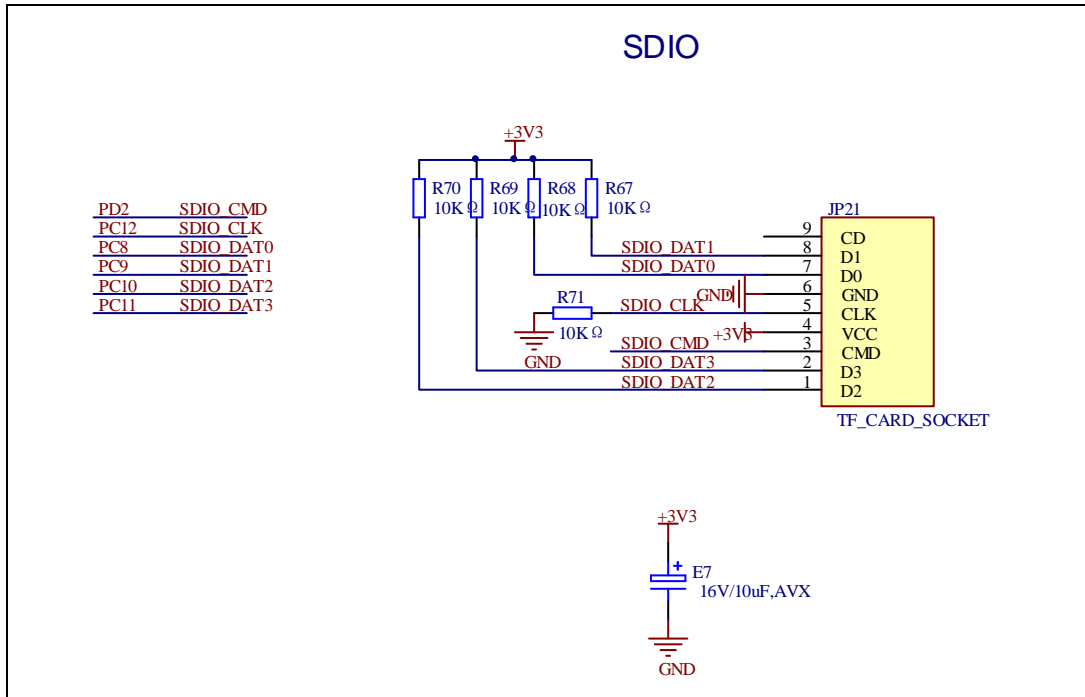 SDIO
+3V3
R70 R69 R68 R67
10KΩ 10KΩ 10KΩ 10KΩ
PD2 SDIO_CMD
PC12 SDIO_CLK
PC8 SDIO_DAT0
PC9 SDIO_DAT1
PC10 SDIO_DAT2
PC11 SDIO_DAT3
JP21
9 CD
SDIO_DAT1 8 D1
SDIO_DAT0 7 D0
GND 6 GND
R71 SDIO_CLK 5 CLK
10KΩ +3V3 4 VCC
GND SDIO_CMD 3 CMD
SDIO_DAT3 2 D3
SDIO_DAT2 1 D2
TF_CARD_SOCKET
+3V3
+ E7
16V/10uF,AVX
GND